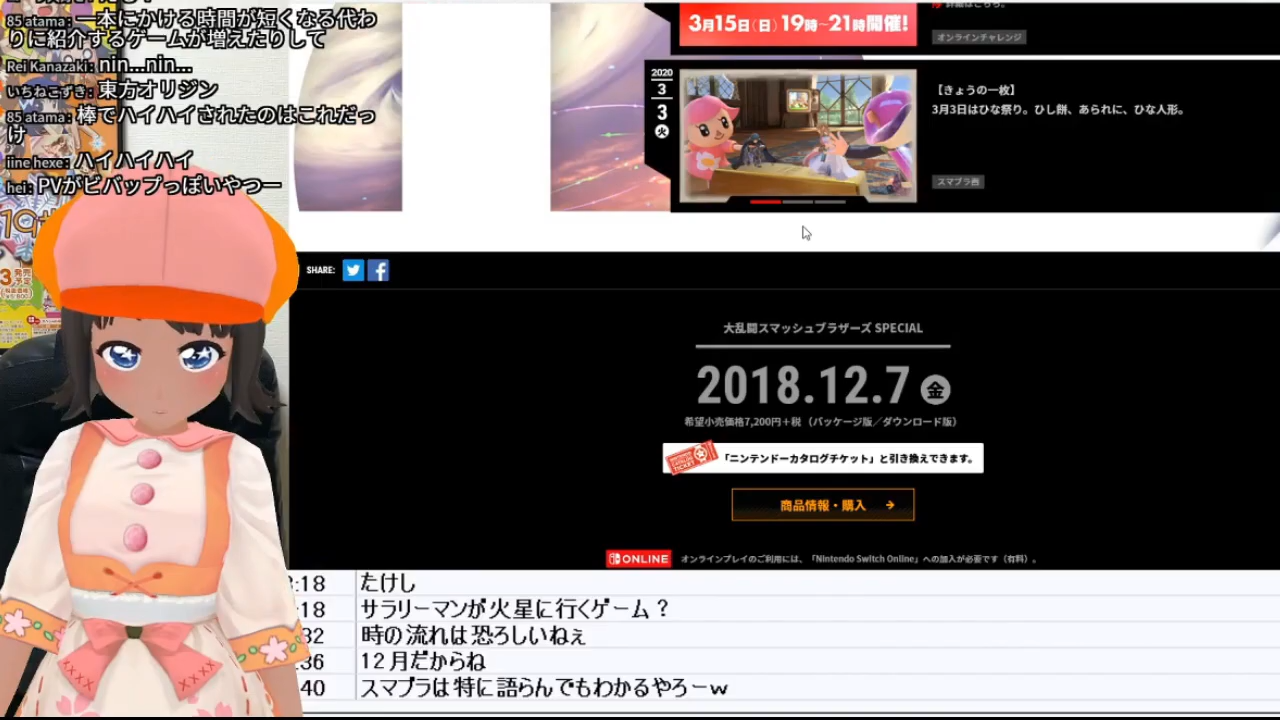 85 atama: 一本にかける時間が短くなる代わ
りに紹介するゲームが増えたりして
Rei Kanazaki: nin...nin...
いちねこずき: 東方オリジン
85 atama: 棒でハイハイされたのはこれだっ
け
iine hexe: ハイハイハイ
hei: PVがビバップっぽいやつー
3月15日(日)19時~21時開催!
オンラインチャレンジ
2020
3
3
火
【きょうの一枚】
3月3日はひな祭り。ひし餅、あられに、ひな人形。
スマブラ画
SHARE:
大乱闘スマッシュブラザーズ SPECIAL
2018.12.7 金
希望小売価格7,200円+税（パッケージ版／ダウンロード版）
「ニンテンドーカタログチケット」と引き換えできます。
商品情報・購入 →
ONLINE オンラインプレイのご利用には、「Nintendo Switch Online」への加入が必要です（有料）。
:18 たけし
:18 サラリーマンが火星に行くゲーム？
:32 時の流れは恐ろしいねぇ
:36 12月だからね
:40 スマブラは特に語らんでもわかるやろーw